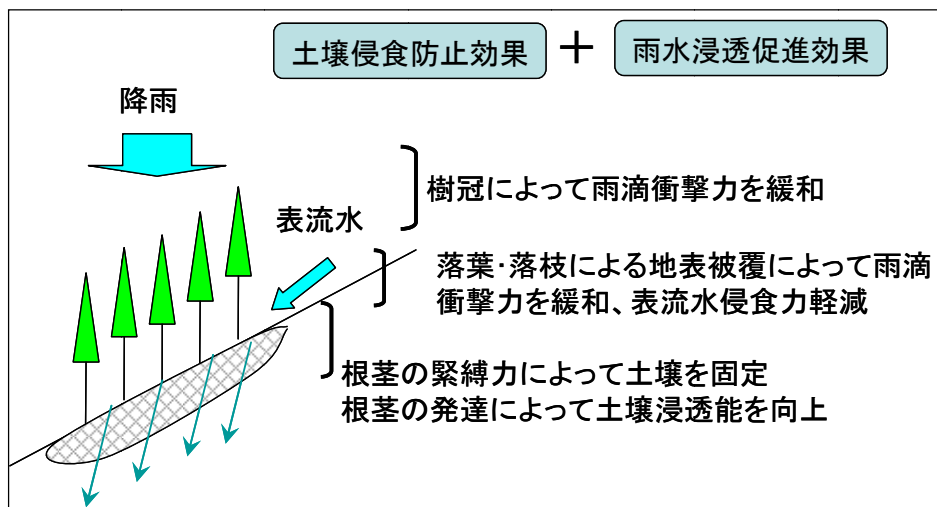 土壌侵食防止効果 + 雨水浸透促進効果
降雨
樹冠によって雨滴衝撃力を緩和
表流水
落葉・落枝による地表被覆によって雨滴
衝撃力を緩和、表流水侵食力軽減
根茎の緊縛力によって土壌を固定
根茎の発達によって土壌浸透能を向上